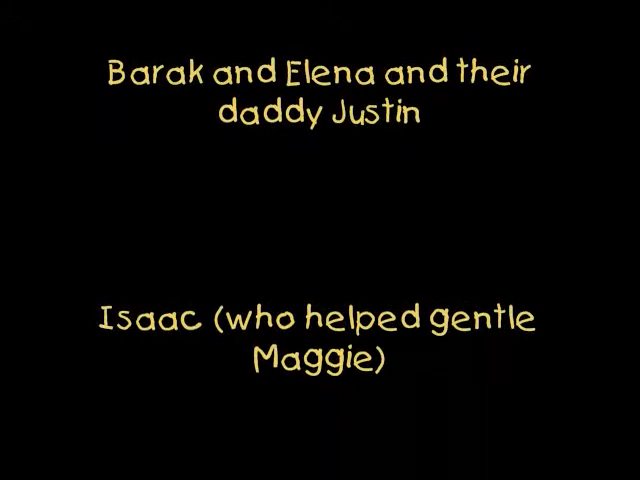 Barak and Elena and their
daddy Justin
Isaac (who helped gentle
Maggie)